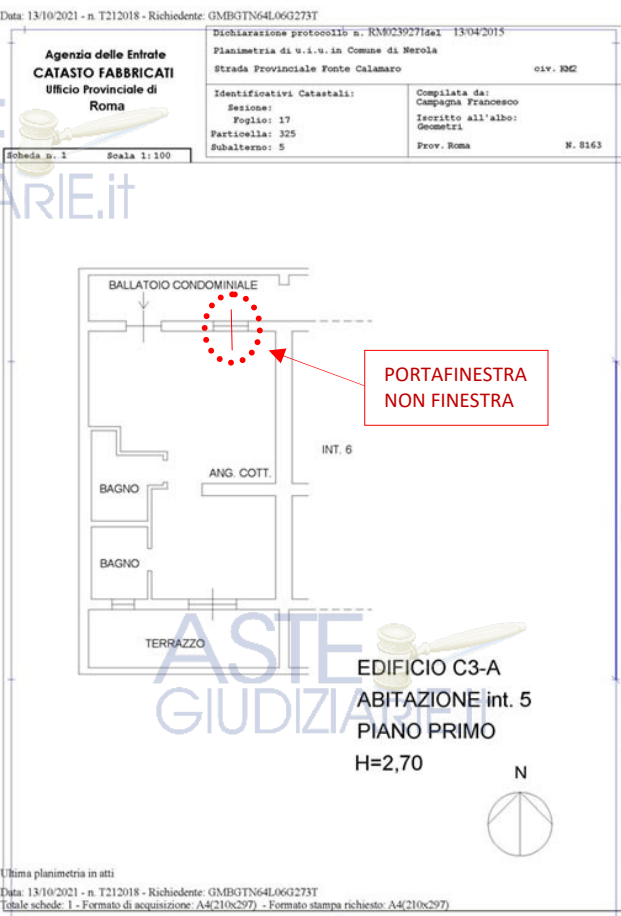 Data: 13/10/2021 - n. T212018 - Richiedente: GMBGTN64L06G273T
Agenzia delle Entrate
CATASTO FABBRICATI
Ufficio Provinciale di
Roma
Dichiarazione protocollo n. RM0239271del 13/04/2015
Planimetria di u.i.u. in Comune di Nerola
Strada Provinciale Fonte Calamaro civ. KM2
Identificativi Catastali:
Sezione:
Foglio: 17
Particella: 325
Subalterno: 5
Compilata da:
Campagna Francesco
Iscritto all'albo:
Geometri
Prov. Roma N. 8163
Scheda n. 1 Scala 1:100
ARIE.it
BALLATOIO CONDOMINIALE
PORTAFINESTRA
NON FINESTRA
INT. 6
ANG. COTT.
BAGNO
BAGNO
TERRAZZO
ASTE
GIUDIZIARIE.it
EDIFICIO C3-A
ABITAZIONE int. 5
PIANO PRIMO
H=2,70
N
Ultima planimetria in atti
Data: 13/10/2021 - n. T212018 - Richiedente: GMBGTN64L06G273T
Totale schede: 1 - Formato di acquisizione: A4(210x297) - Formato stampa richiesto: A4(210x297)